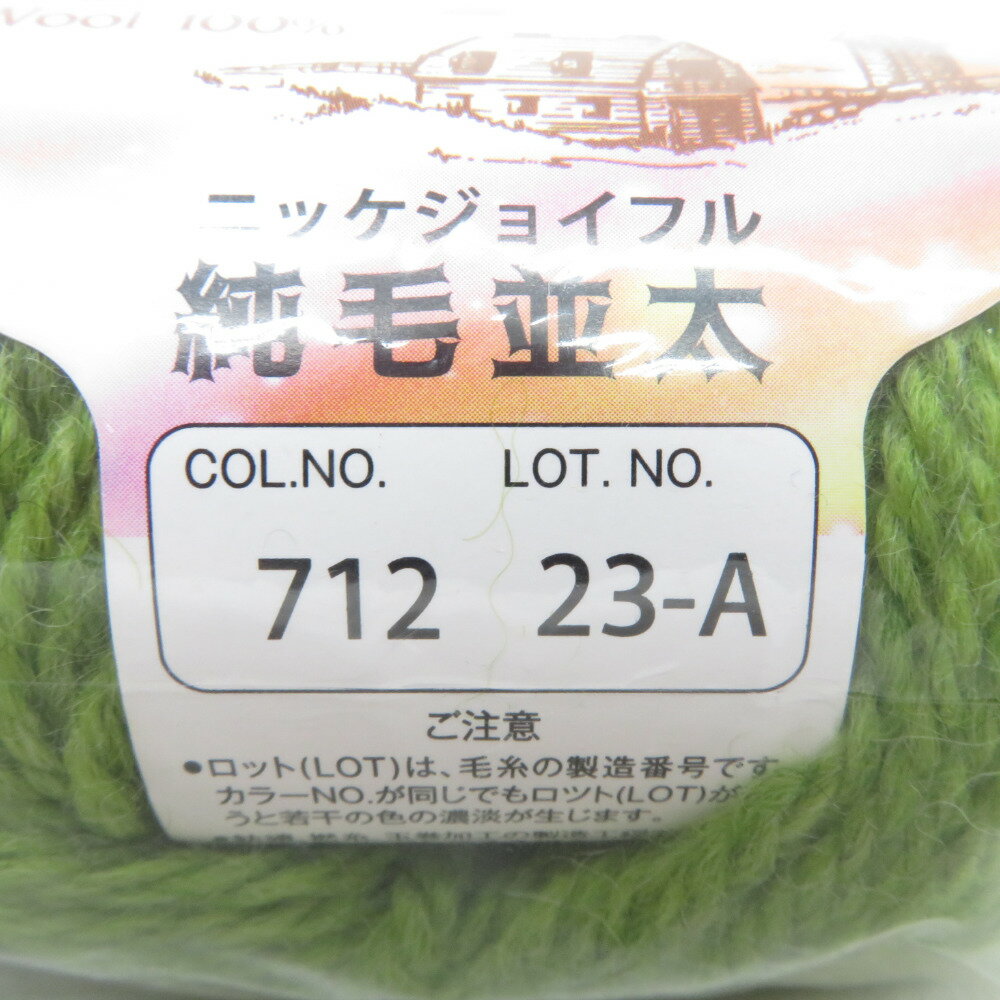 Wool 100%
ニッケジョイフル
純毛並太
COL.NO. LOT. NO.
712 23-A
ご注意
●ロット(LOT)は、毛糸の製造番号です
カラーNO.が同じでもロツト(LOT)が
うと若干の色の濃淡が生じます。